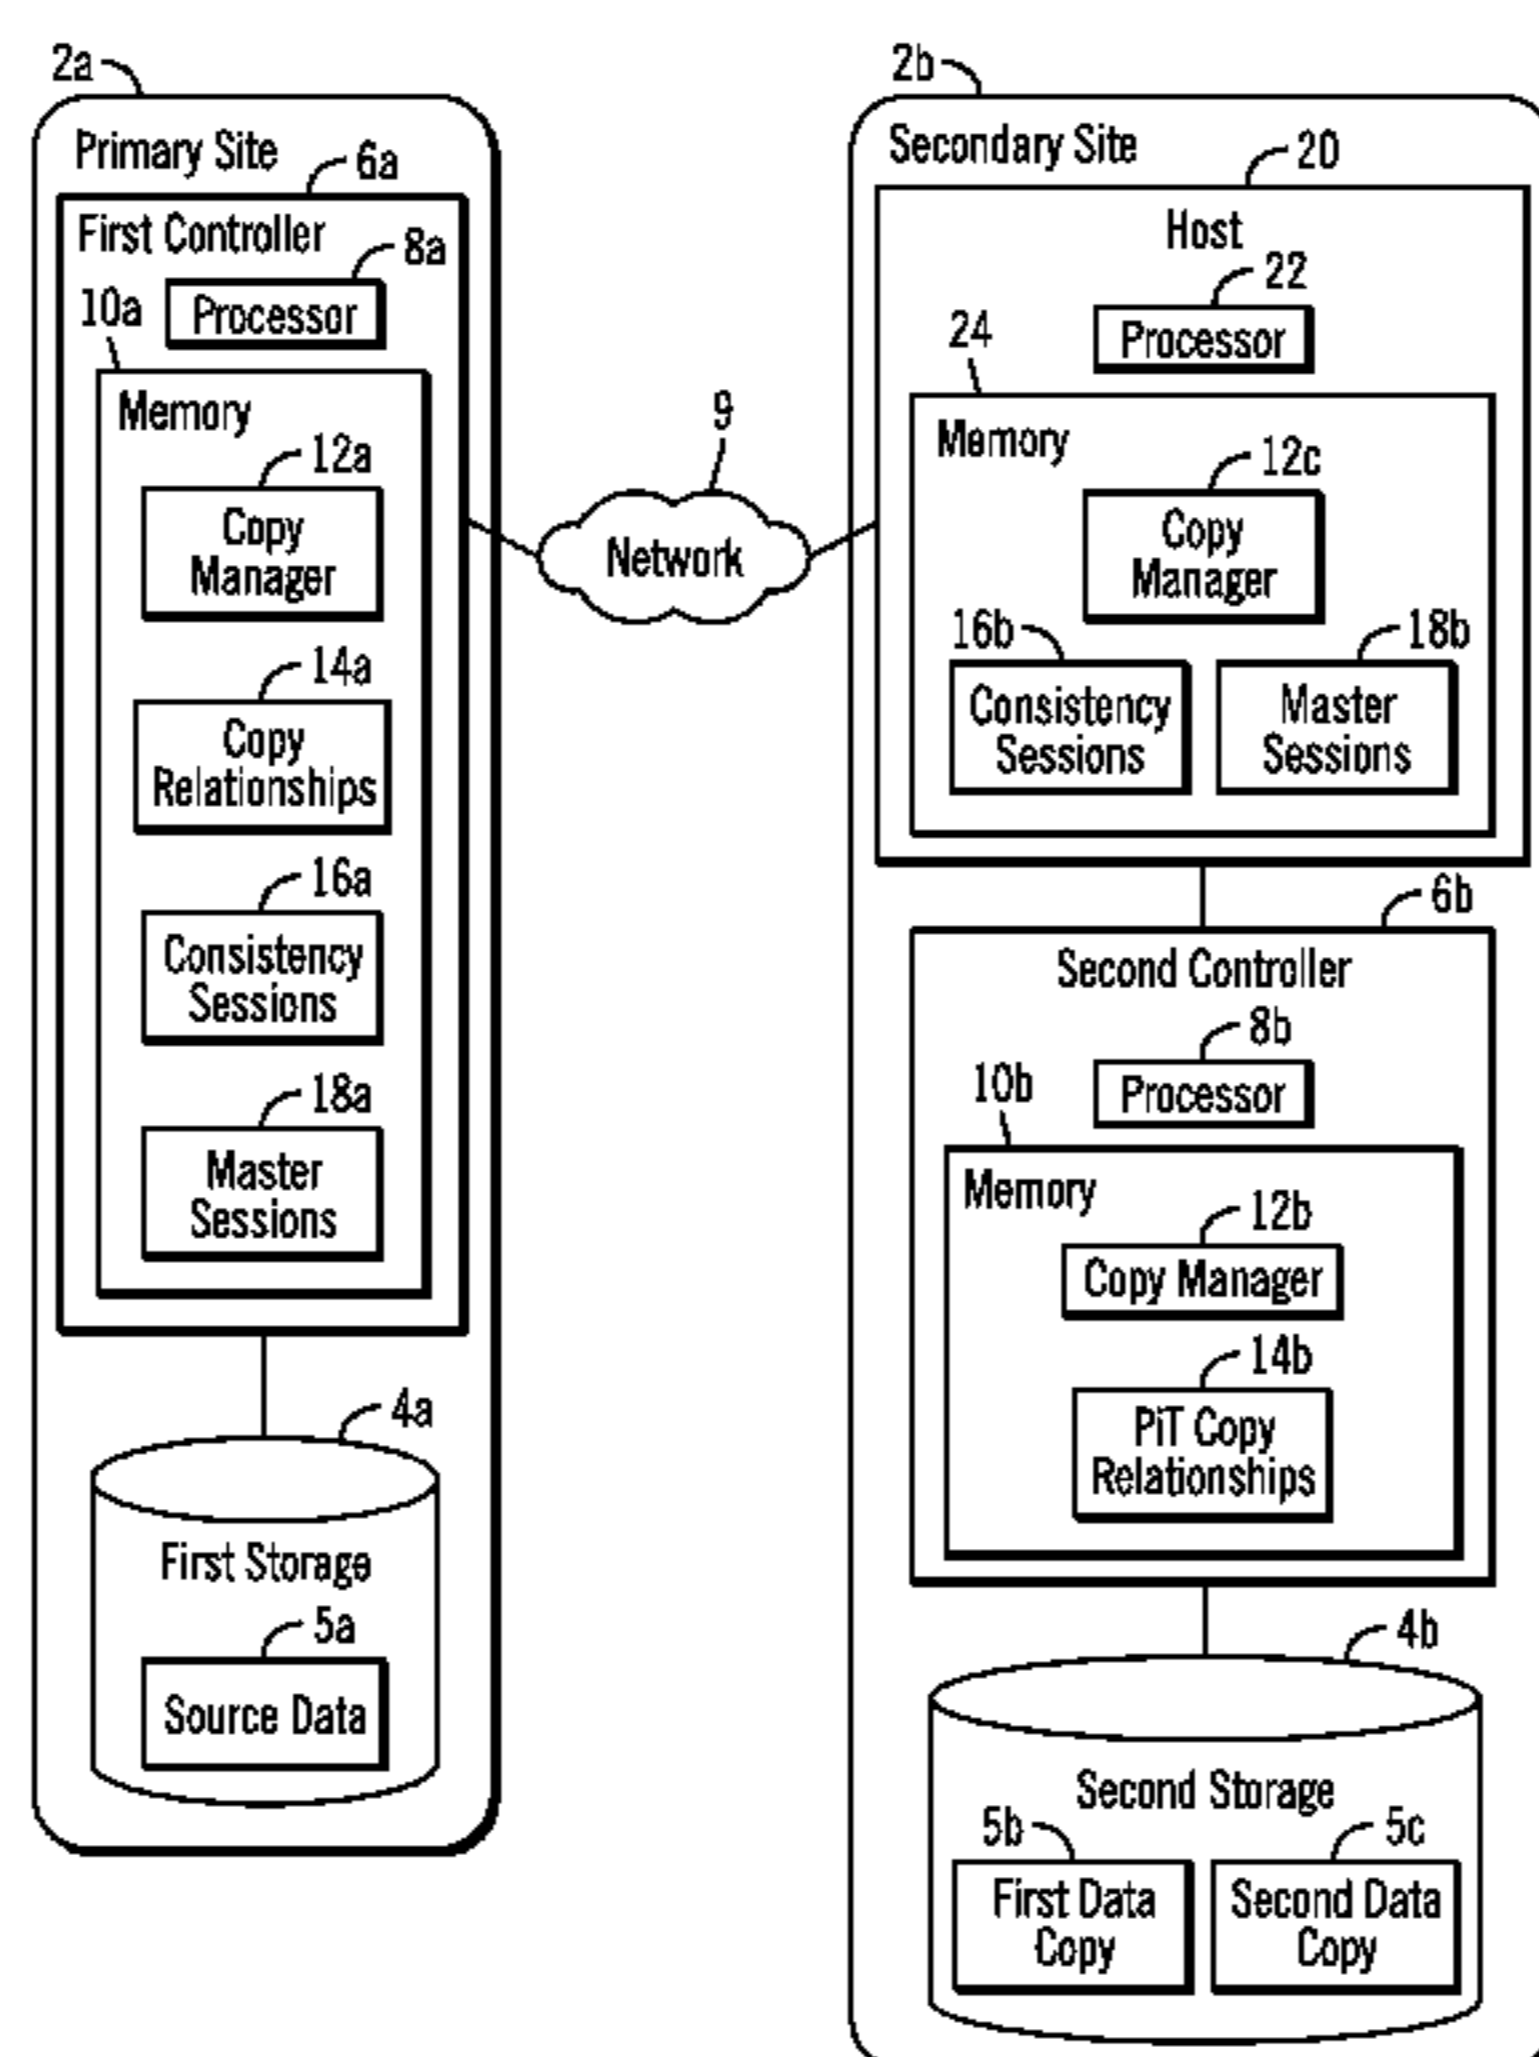 2a
Primary Site
6a
First Controller
8a
10a
Processor
Memory
12a
Copy
Manager
14a
Copy
Relationships
16a
Consistency
Sessions
18a
Master
Sessions
4a
First Storage
5a
Source Data
9
Network
2b
Secondary Site
20
Host
22
24
Processor
Memory
12c
Copy
Manager
16b
18b
Consistency
Sessions
Master
Sessions
6b
Second Controller
8b
10b
Processor
Memory
12b
Copy Manager
14b
PiT Copy
Relationships
4b
Second Storage
5b
5c
First Data
Copy
Second Data
Copy